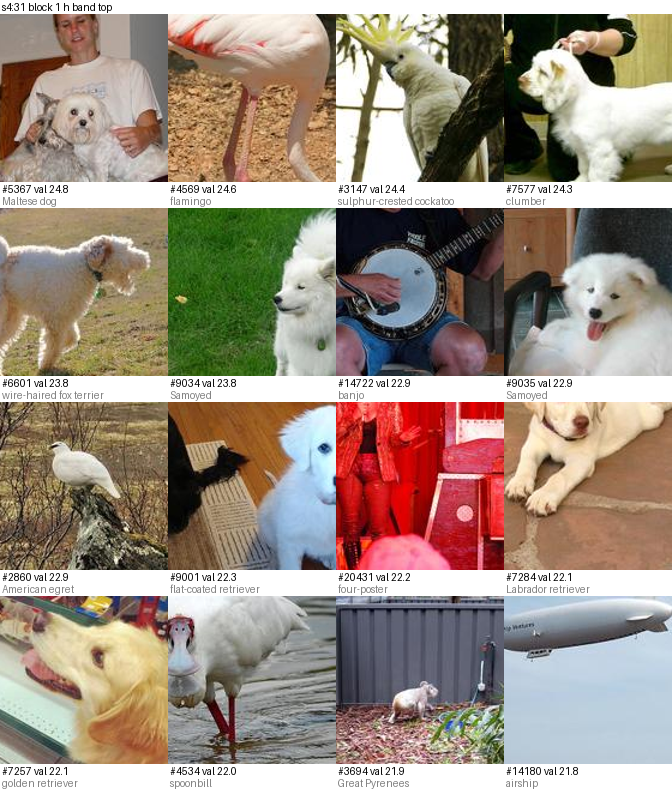 s4:31 block 1 h band top
#5367 val 24.8
Maltese dog
#4569 val 24.6
flamingo
#3147 val 24.4
sulphur-crested cockatoo
#7577 val 24.3
clumber
#6601 val 23.8
wire-haired fox terrier
#9034 val 23.8
Samoyed
#14722 val 22.9
banjo
#9035 val 22.9
Samoyed
#2860 val 22.9
American egret
#9001 val 22.3
flat-coated retriever
#20431 val 22.2
four-poster
#7284 val 22.1
Labrador retriever
#7257 val 22.1
golden retriever
#4534 val 22.0
spoonbill
#3694 val 21.9
Great Pyrenees
Ventures
#14180 val 21.8
airship